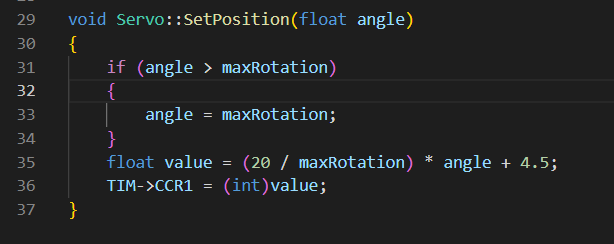 29 void Servo::SetPosition(float angle)
30 {
31     if (angle > maxRotation)
32     {
33         angle = maxRotation;
34     }
35     float value = (20 / maxRotation) * angle + 4.5;
36     TIM->CCR1 = (int)value;
37 }